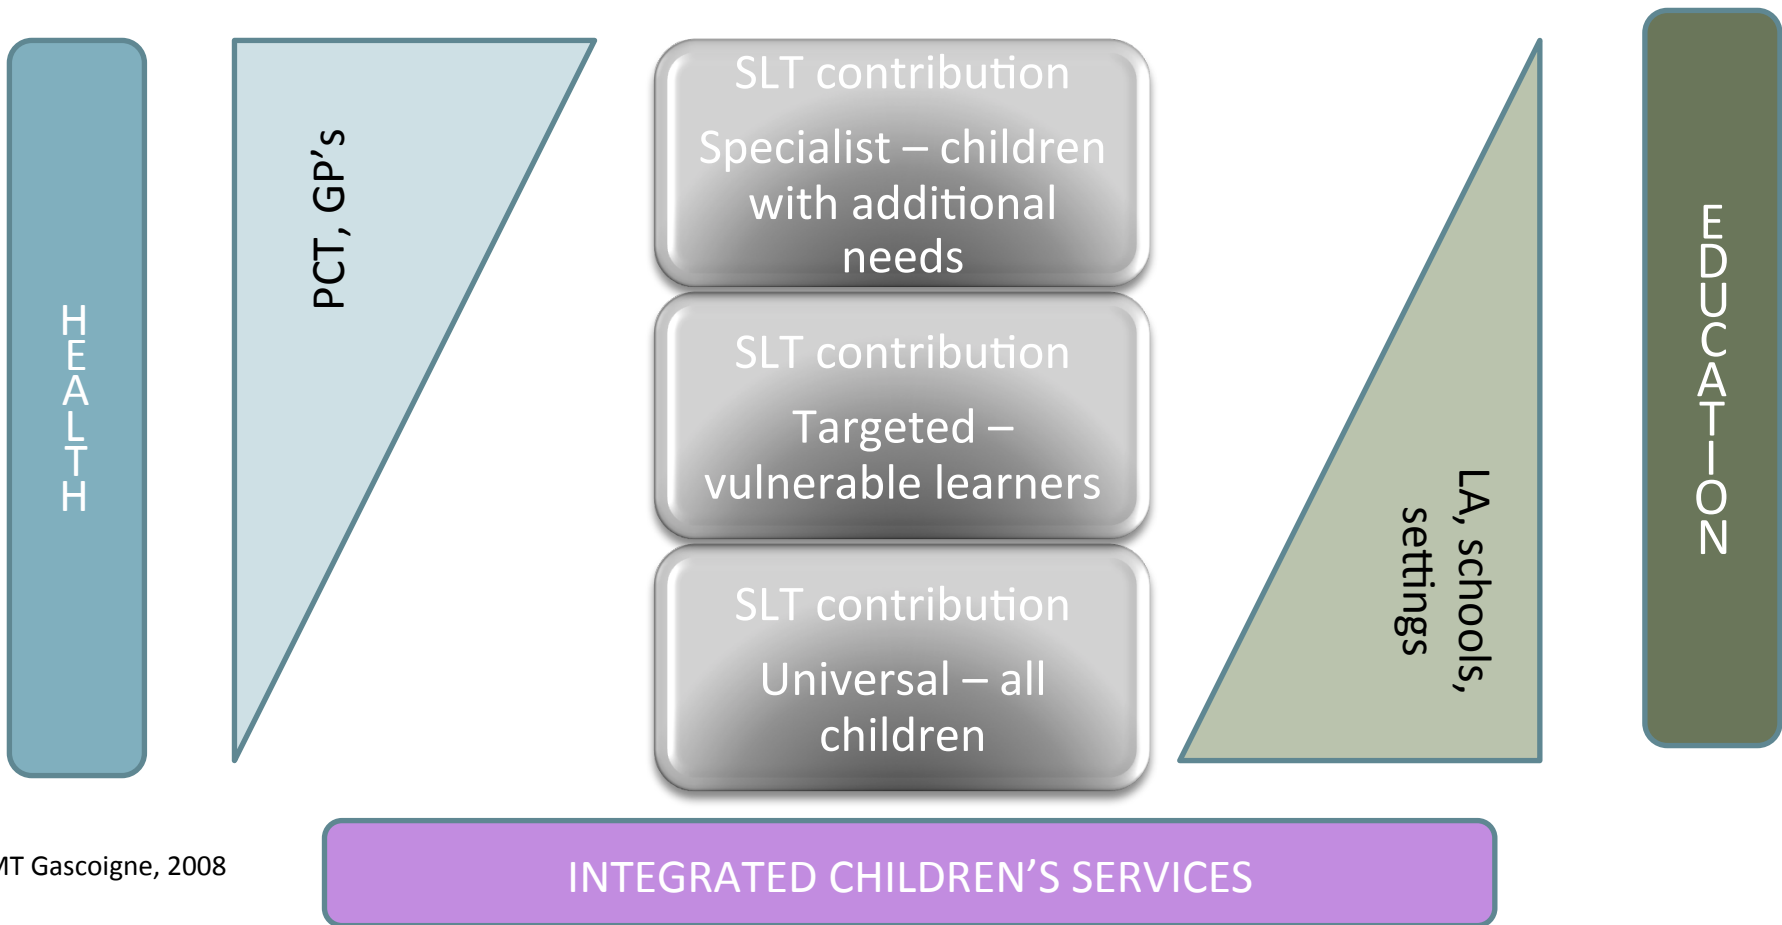 HEALTH
PCT, GP’s
SLT contribution
Specialist – children
with additional
needs
SLT contribution
Targeted –
vulnerable learners
SLT contribution
Universal – all
children
LA, schools,
settings
EDUCATION
MT Gascoigne, 2008
INTEGRATED CHILDREN’S SERVICES